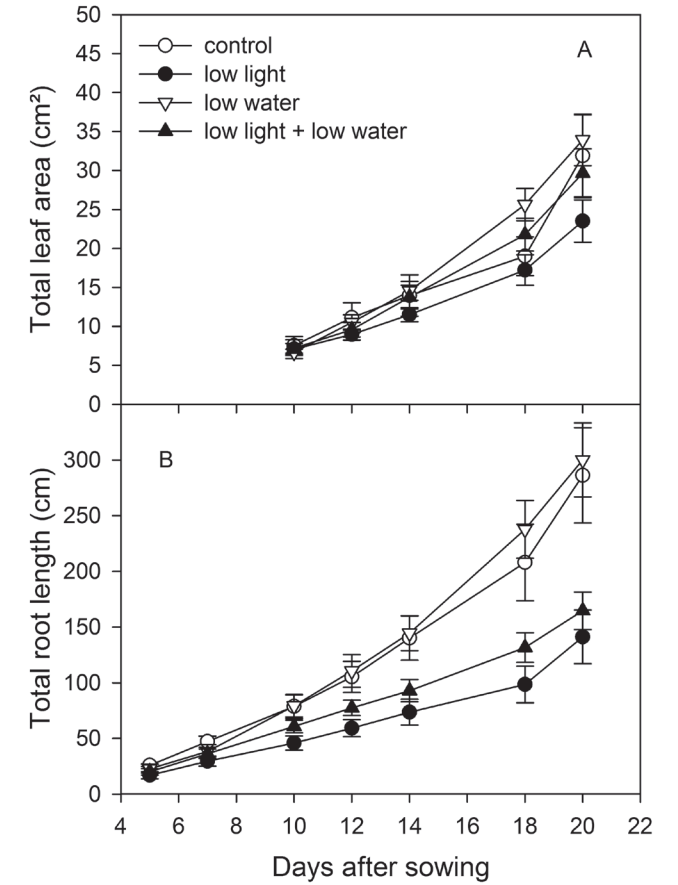 50
45
40
35
30
25
20
15
10
5
0
Total leaf area (cm²)
control
low light
low water
low light + low water
A
300
250
200
150
100
50
0
Total root length (cm)
B
4 6 8 10 12 14 16 18 20 22
Days after sowing